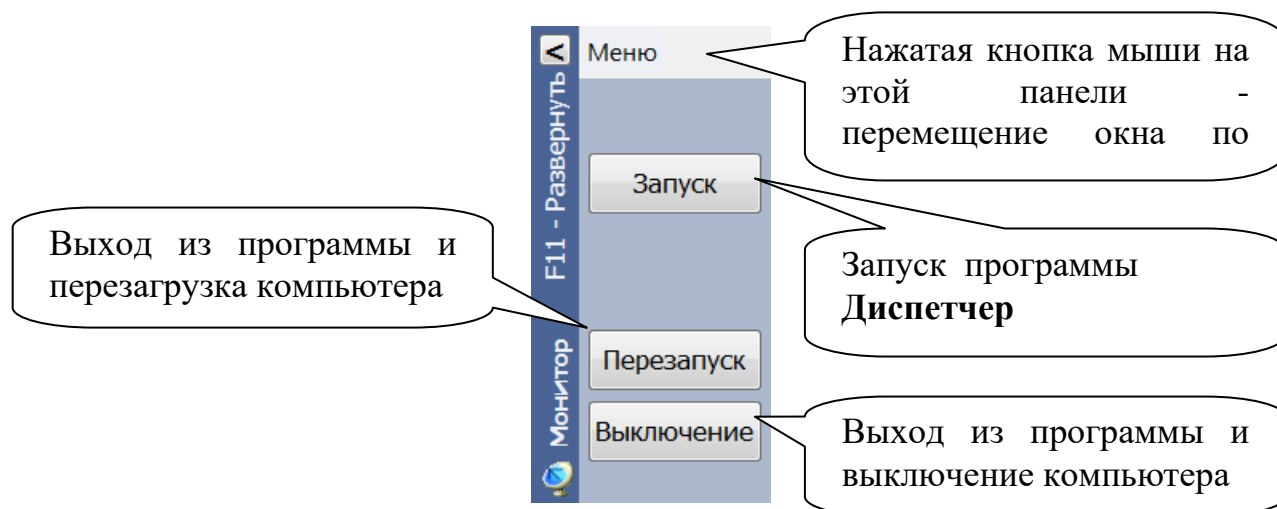 Меню
Нажатая кнопка мыши на
этой панели -
перемещение окна по
Запуск
F11 - Развернуть
Выход из программы и
перезагрузка компьютера
Запуск программы
Диспетчер
Перезапуск
Монитор
Выключение
Выход из программы и
выключение компьютера